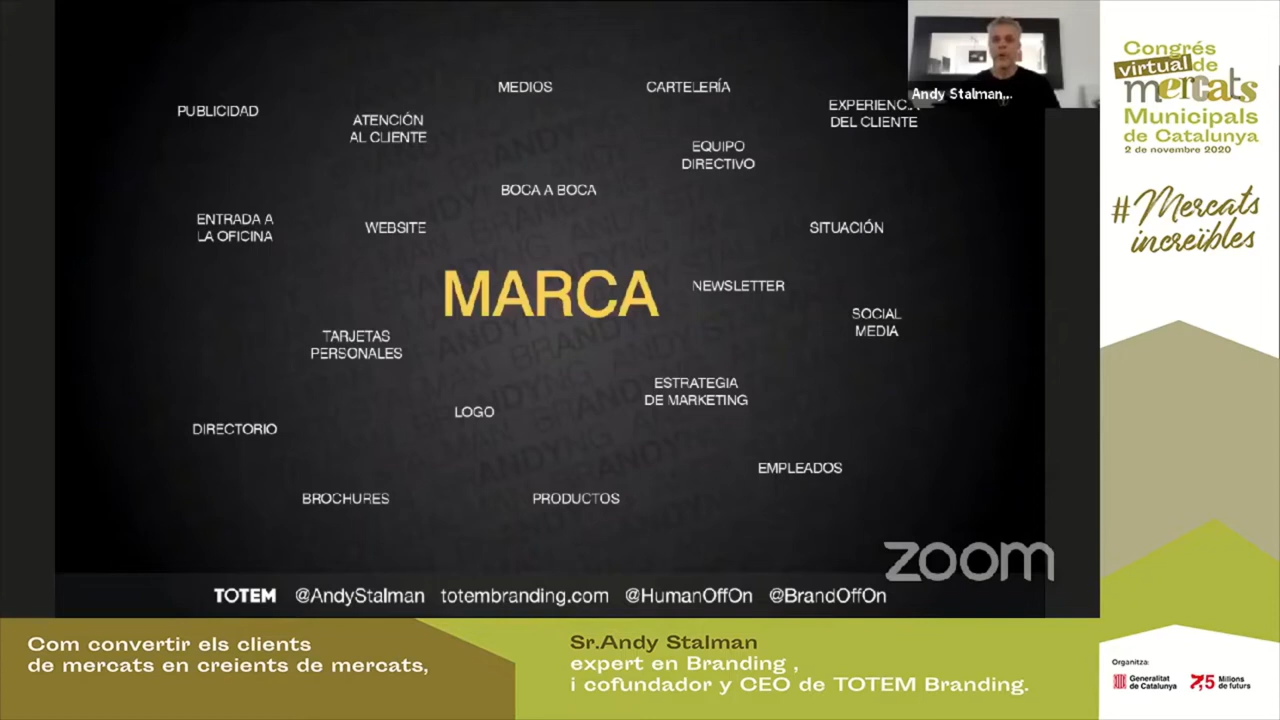 MEDIOS
CARTELERÍA
PUBLICIDAD
ATENCIÓN
AL CLIENTE
DEL CLIENTE
EQUIPO
DIRECTIVO
BOCA A BOCA
ENTRADA A
LA OFICINA
WEBSITE
SITUACIÓN
MARCA
NEWSLETTER
SOCIAL
MEDIA
TARJETAS
PERSONALES
ESTRATEGIA
DE MARKETING
LOGO
DIRECTORIO
EMPLEADOS
BROCHURES
PRODUCTOS
zoom
TOTEM @AndyStalman totembranding.com @HumanOffOn @BrandOffOn
Andy Stalman...
Congrés
virtual de
mercats
Municipals
de Catalunya
2 de novembre 2020
#Mercats
increïbles
Com convertir els clients
de mercats en creients de mercats,
Sr.Andy Stalman
expert en Branding ,
i cofundador y CEO de TOTEM Branding.
Organitza:
Generalitat
de Catalunya
7,5 Milions
de futurs